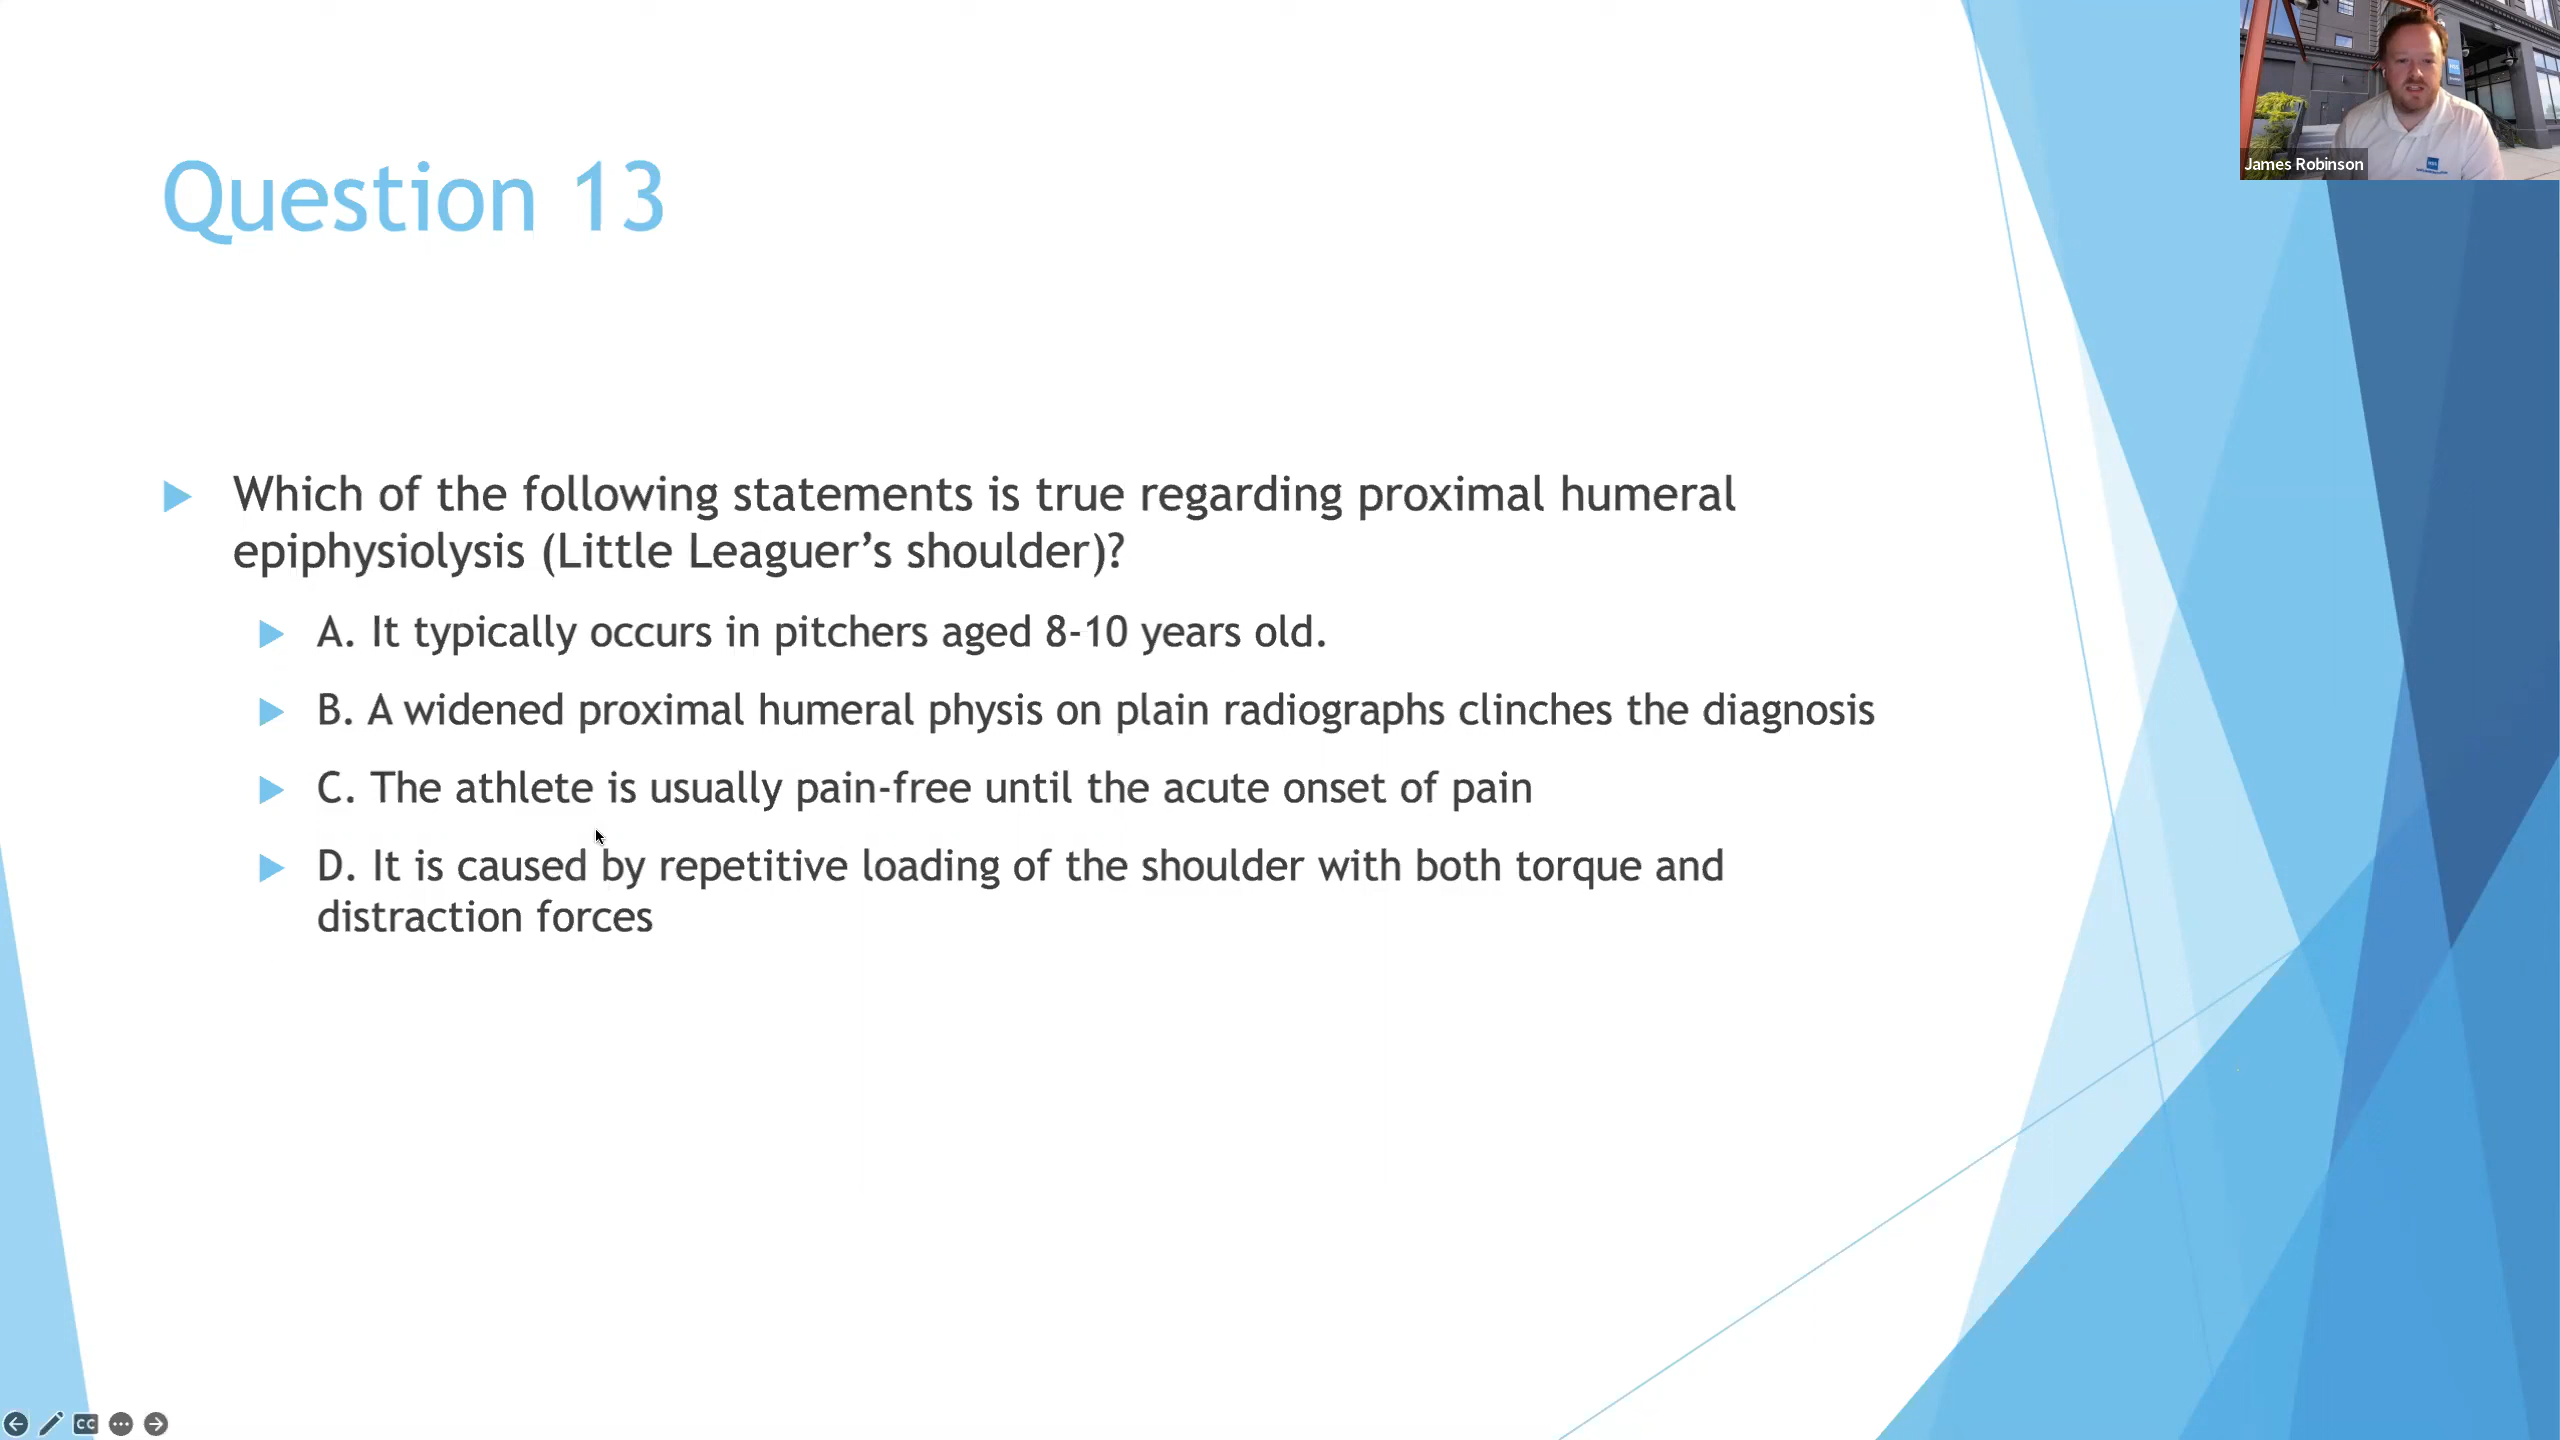 James Robinson
Question 13
Which of the following statements is true regarding proximal humeral
epiphysiolysis (Little Leaguer’s shoulder)?
A. It typically occurs in pitchers aged 8-10 years old.
B. A widened proximal humeral physis on plain radiographs clinches the diagnosis
C. The athlete is usually pain-free until the acute onset of pain
D. It is caused by repetitive loading of the shoulder with both torque and
distraction forces
CC